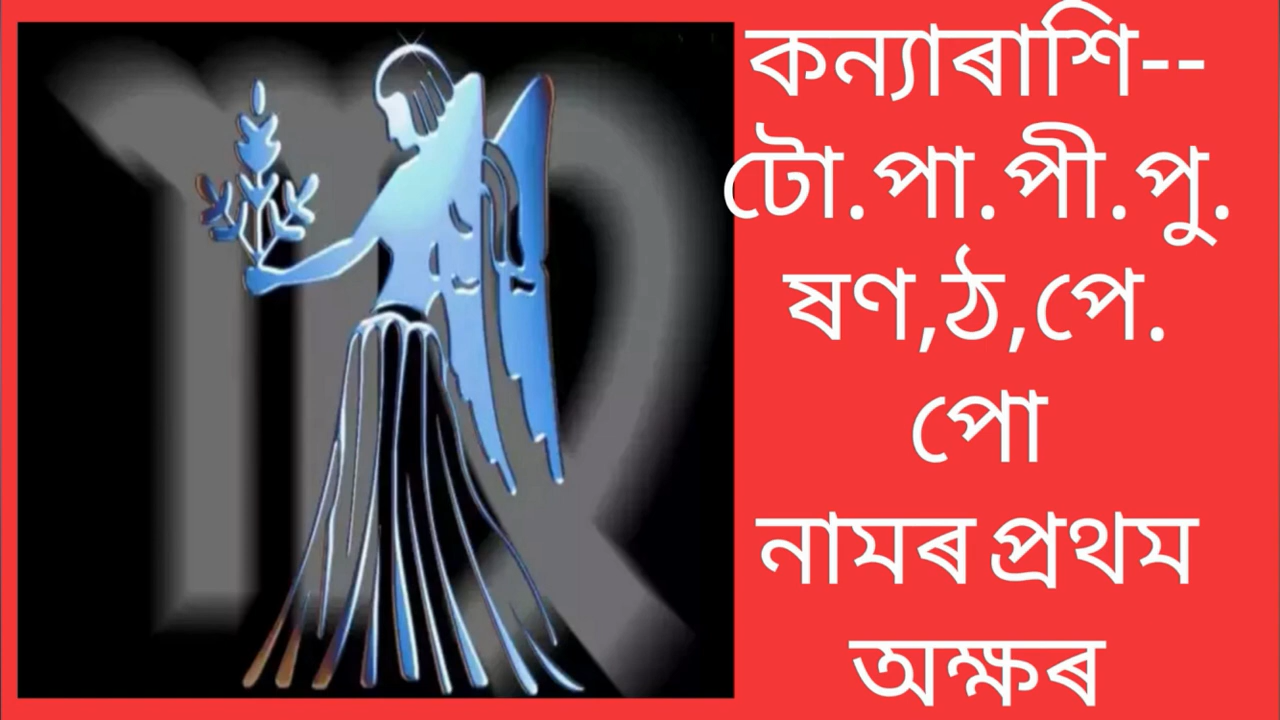 কন্যাৰাশি--
টো.পা.পী.পু.
ষণ,ঠ,পে.
পো
নামৰ প্ৰথম
অক্ষৰ